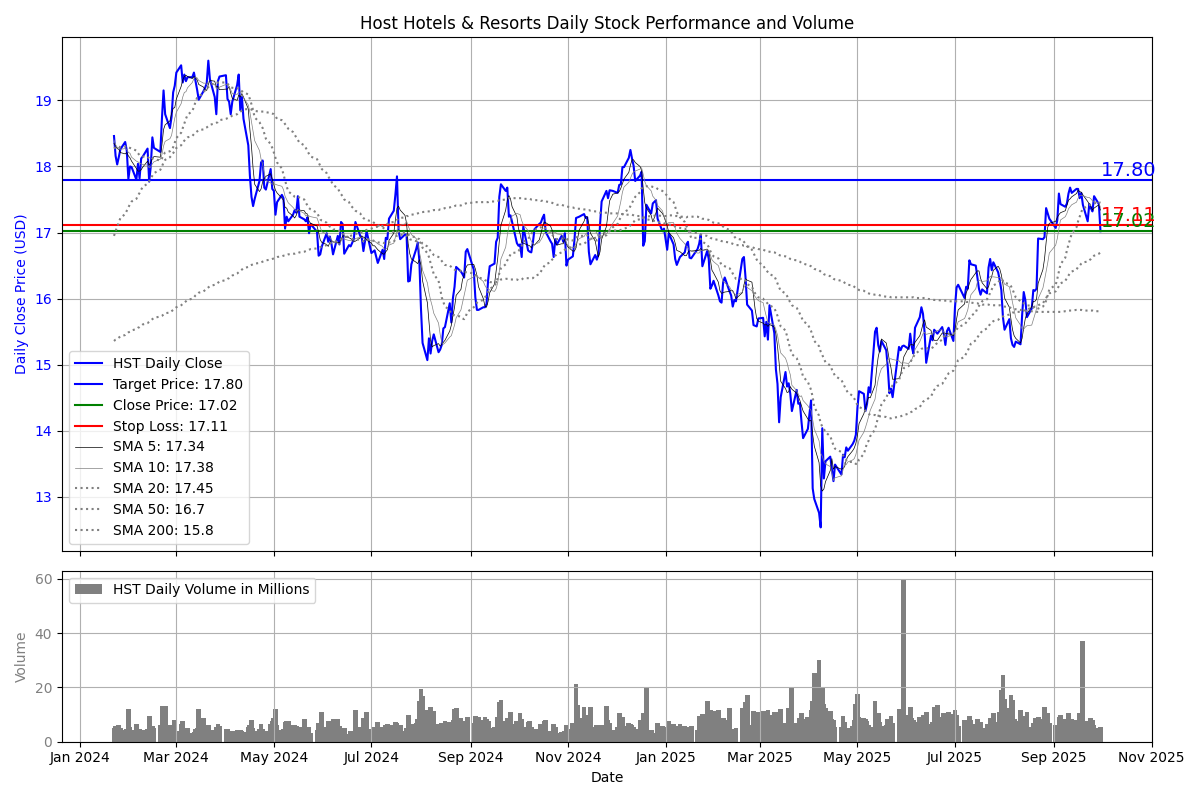 Host Hotels & Resorts Daily Stock Performance and Volume
Daily Close Price (USD)
19
18
17
16
15
14
13
17.80
17.11
17.02
HST Daily Close
Target Price: 17.80
Close Price: 17.02
Stop Loss: 17.11
SMA 5: 17.34
SMA 10: 17.38
SMA 20: 17.45
SMA 50: 16.7
SMA 200: 15.8
Volume
60
40
20
0
HST Daily Volume in Millions
Jan 2024 Mar 2024 May 2024 Jul 2024 Sep 2024 Nov 2024 Jan 2025 Mar 2025 May 2025 Jul 2025 Sep 2025 Nov 2025
Date